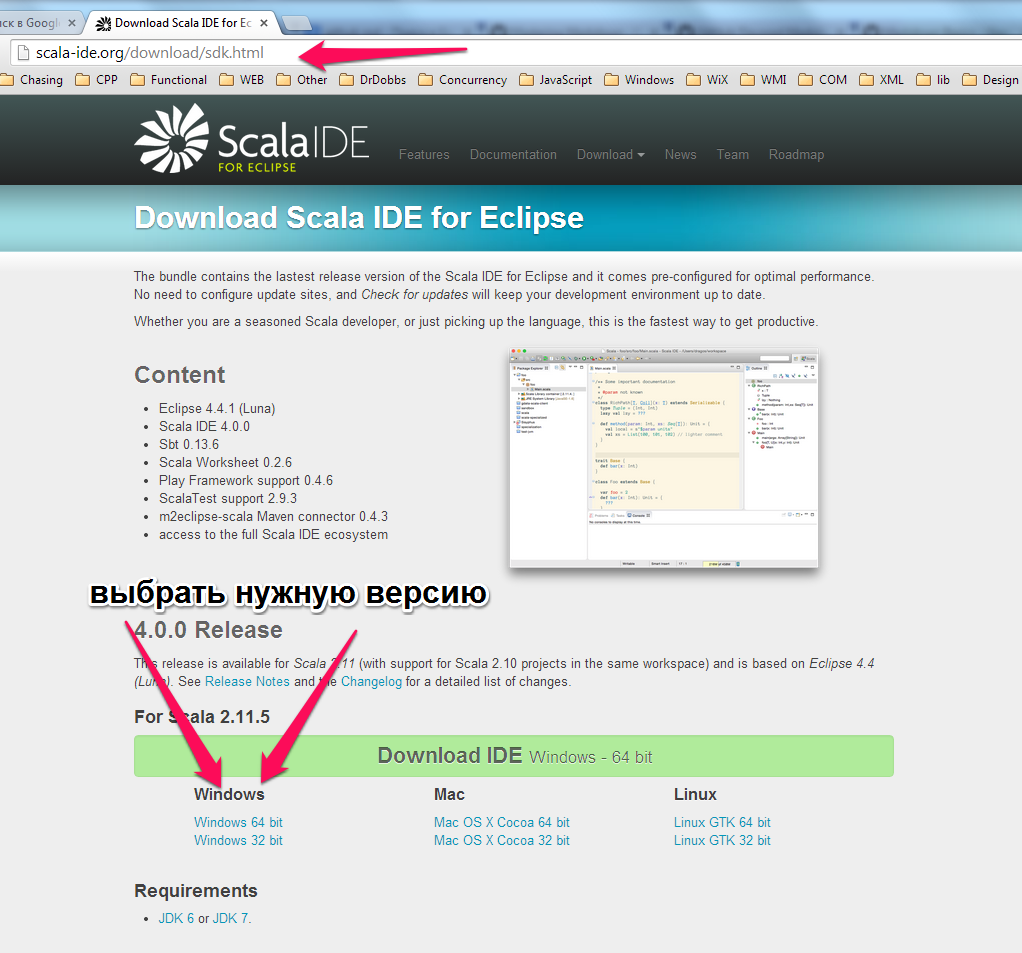 ск в Google
Download Scala IDE for Ec
scala-ide.org/download/sdk.html
Chasing CPP Functional WEB Other DrDobbs Concurrency JavaScript Windows WiX WMI COM XML lib Design
ScalaIDE
FOR ECLIPSE
Features Documentation Download News Team Roadmap
Download Scala IDE for Eclipse
The bundle contains the lastest release version of the Scala IDE for Eclipse and it comes pre-configured for optimal performance.
No need to configure update sites, and Check for updates will keep your development environment up to date.
Whether you are a seasoned Scala developer, or just picking up the language, this is the fastest way to get productive.
Content
Eclipse 4.4.1 (Luna)
Scala IDE 4.0.0
Sbt 0.13.6
Scala Worksheet 0.2.6
Play Framework support 0.4.6
ScalaTest support 2.9.3
m2eclipse-scala Maven connector 0.4.3
access to the full Scala IDE ecosystem
выбрать нужную версию
4.0.0 Release
This release is available for Scala 2.11 (with support for Scala 2.10 projects in the same workspace) and is based on Eclipse 4.4
(Luna). See Release Notes and the Changelog for a detailed list of changes.
For Scala 2.11.5
Download IDE Windows - 64 bit
Windows Mac Linux
Windows 64 bit Mac OS X Cocoa 64 bit Linux GTK 64 bit
Windows 32 bit Mac OS X Cocoa 32 bit Linux GTK 32 bit
Requirements
JDK 6 or JDK 7.